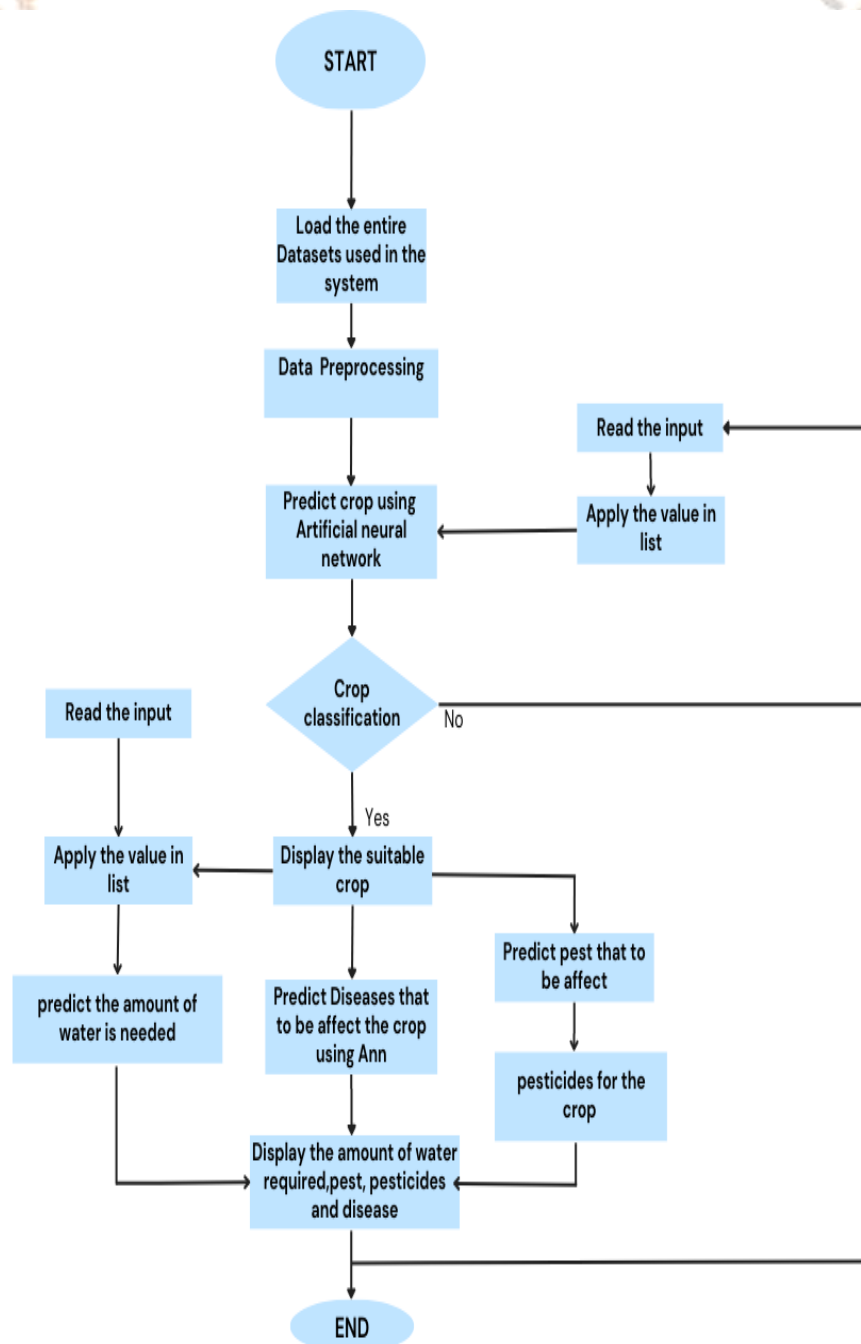 START
Load the entire
Datasets used in the
system
Data Preprocessing
Read the input
Predict crop using
Artificial neural
network
Apply the value in
list
Crop
classification
No
Read the input
Yes
Apply the value in
list
Display the suitable
crop
Predict pest that to
be affect
predict the amount of
water is needed
Predict Diseases that
to be affect the crop
using Ann
pesticides for the
crop
Display the amount of water
required,pest, pesticides
and disease
END